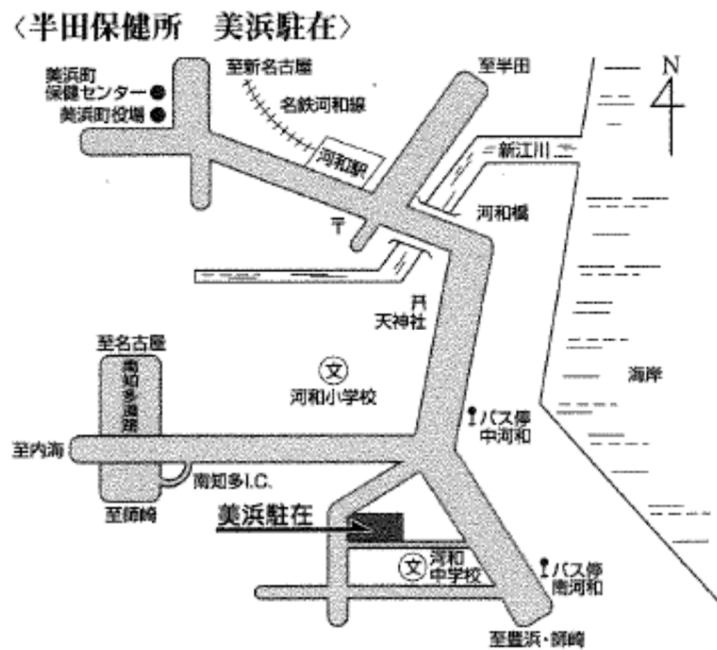 〈半田保健所 美浜駐在〉
美浜町
保健センター
美浜町役場
至新名古屋
名鉄河和線
河和駅
至半田
N
新江川
河和橋
〒
天神社
至名古屋
南知多道路
文
河和小学校
海岸
バス停
中河和
至内海
南知多I.C.
至師崎
美浜駐在
文
河和
中学校
バス停
南河和
至豊浜・師崎